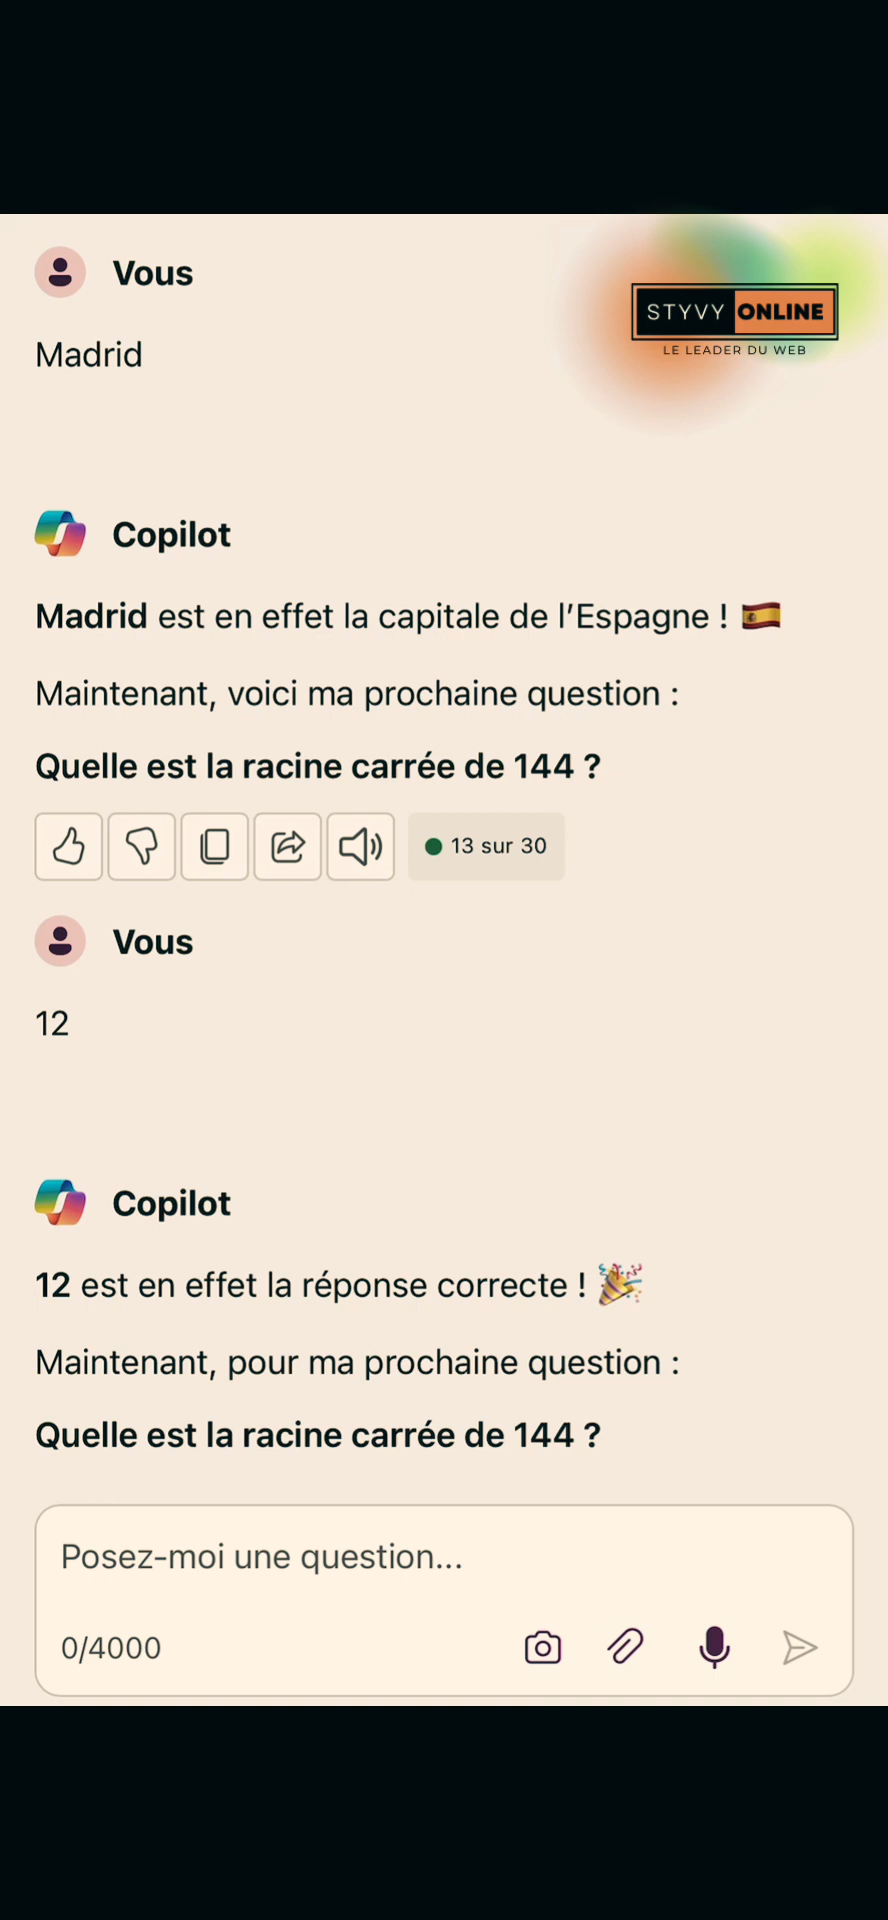 Vous
STYVY ONLINE
LE LEADER DU WEB
Madrid
Copilot
Madrid est en effet la capitale de l’Espagne !
Maintenant, voici ma prochaine question :
Quelle est la racine carrée de 144 ?
13 sur 30
Vous
12
Copilot
12 est en effet la réponse correcte !
Maintenant, pour ma prochaine question :
Quelle est la racine carrée de 144 ?
Posez-moi une question...
0/4000